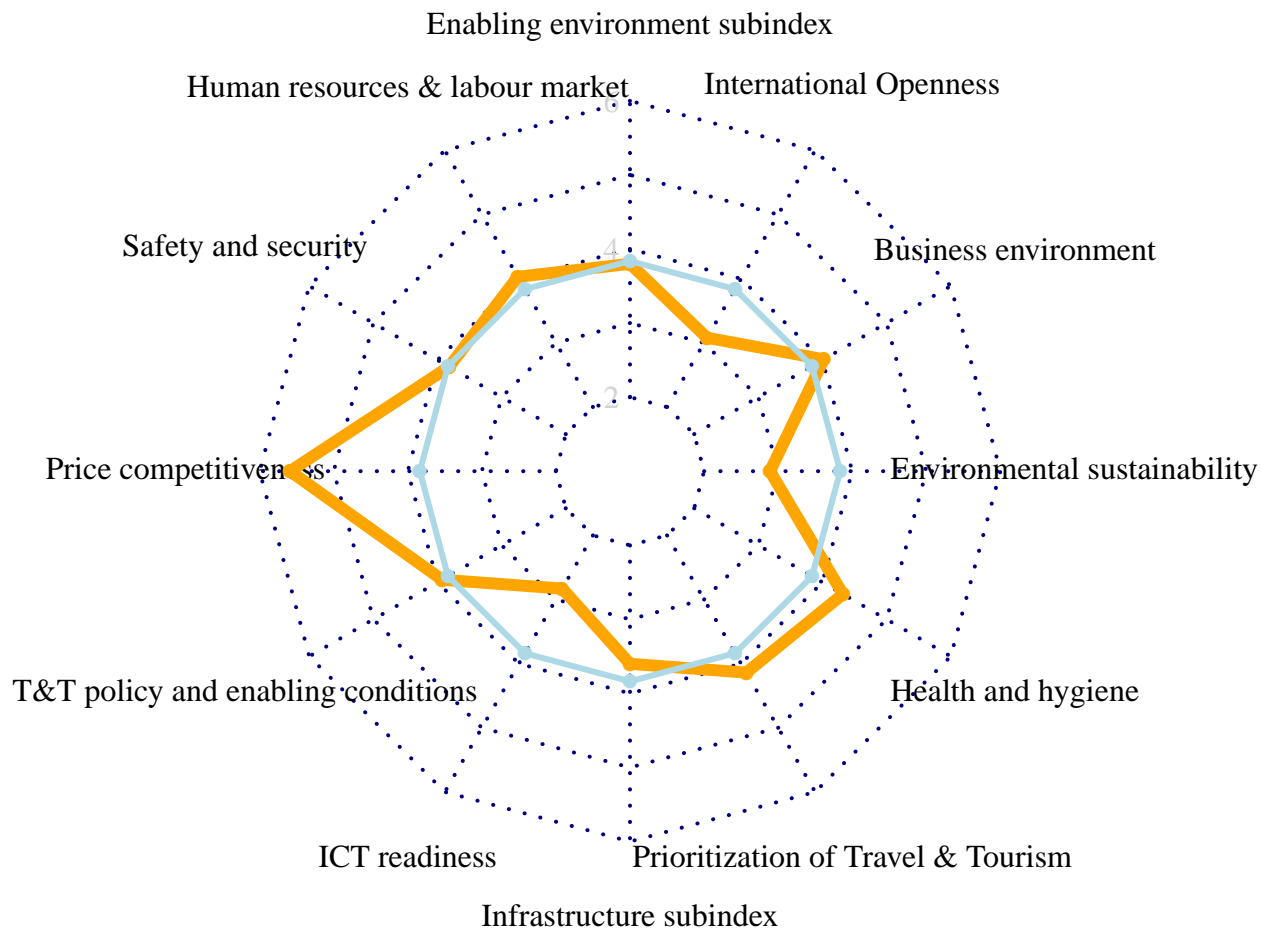 Enabling environment subindex
Human resources & labour market
International Openness
6
Safety and security
4
Business environment
2
Price competitiveness
Environmental sustainability
T&T policy and enabling conditions
Health and hygiene
ICT readiness
Prioritization of Travel & Tourism
Infrastructure subindex